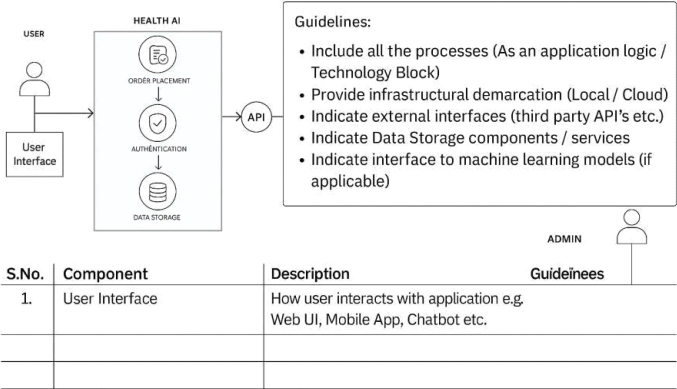 HEALTH AI
USER
User
Interface
ORDER PLACEMENT
AUTHENTICATION
DATA STORAGE
API
Guidelines:
• Include all the processes (As an application logic /
Technology Block)
• Provide infrastructural demarcation (Local / Cloud)
• Indicate external interfaces (third party API's etc.)
• Indicate Data Storage components / services
• Indicate interface to machine learning models (if
applicable)
ADMIN
S.No. Component Description Guídeïnees
1. User Interface How user interacts with application e.g.
Web UI, Mobile App, Chatbot etc.